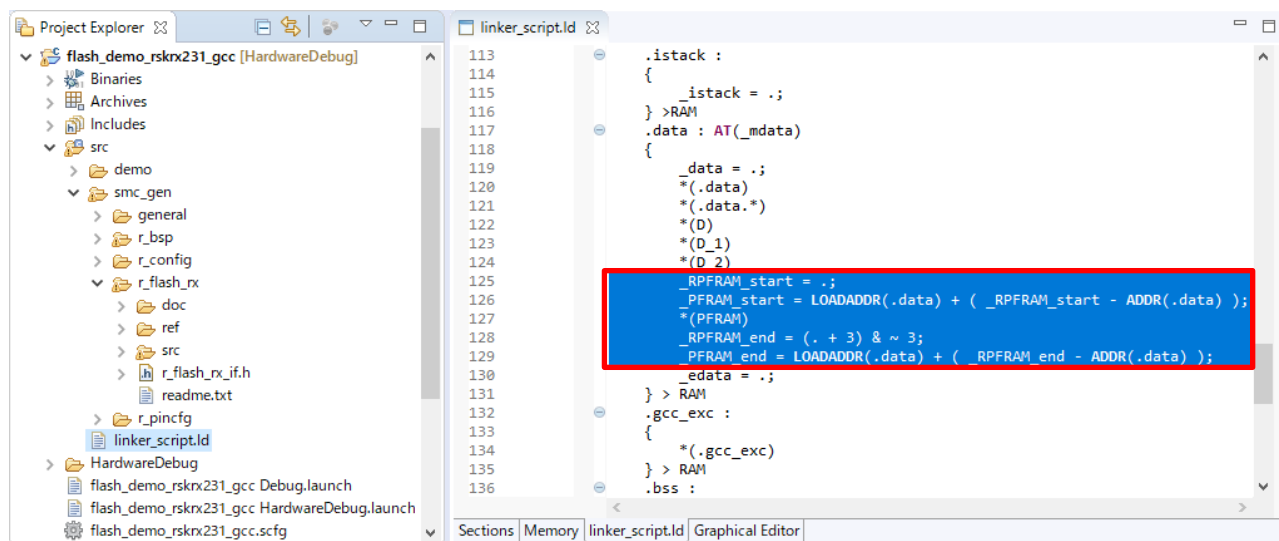 Project Explorer
flash_demo_rskrx231_gcc [HardwareDebug]
Binaries
Archives
Includes
src
demo
smc_gen
general
r_bsp
r_config
r_flash_rx
doc
ref
src
r_flash_rx_if.h
readme.txt
r_pincfg
linker_script.ld
HardwareDebug
flash_demo_rskrx231_gcc Debug.launch
flash_demo_rskrx231_gcc HardwareDebug.launch
flash_demo_rskrx231_gcc.scfg
linker_script.ld
113 .istack :
114 {
115 _istack = .;
116 } >RAM
117 .data : AT(_mdata)
118 {
119 _data = .;
120 *(.data)
121 *(.data.*)
122 *(D)
123 *(D_1)
124 *(D_2)
125 _RPFRAM_start = .;
126 _PFRAM_start = LOADADDR(.data) + ( _RPFRAM_start - ADDR(.data) );
127 *(PFRAM)
128 _RPFRAM_end = (. + 3) & ~ 3;
129 _PFRAM_end = LOADADDR(.data) + ( _RPFRAM_end - ADDR(.data) );
130 _edata = .;
131 } > RAM
132 .gcc_exc :
133 {
134 *(.gcc_exc)
135 } > RAM
136 .bss :
Sections Memory linker_script.ld Graphical Editor